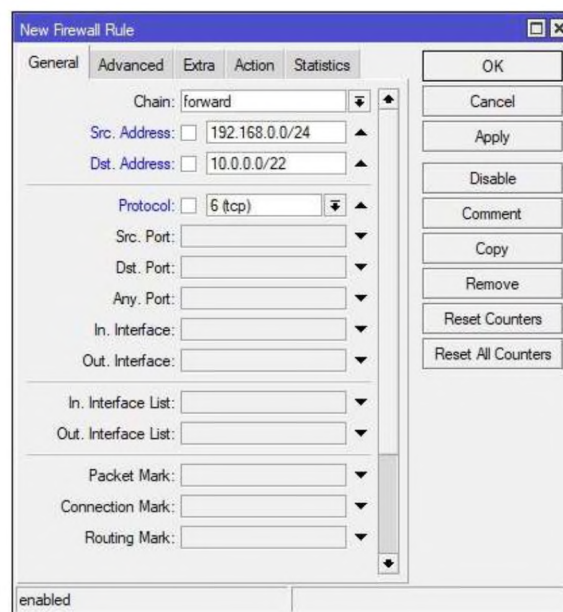 New Firewall Rule
General Advanced Extra Action Statistics
Chain: forward
Src. Address: 192.168.0.0/24
Dst. Address: 10.0.0.0/22
Protocol: 6 (tcp)
Src. Port:
Dst. Port:
Any. Port:
In. Interface:
Out. Interface:
In. Interface List:
Out. Interface List:
Packet Mark:
Connection Mark:
Routing Mark:
OK
Cancel
Apply
Disable
Comment
Copy
Remove
Reset Counters
Reset All Counters
enabled